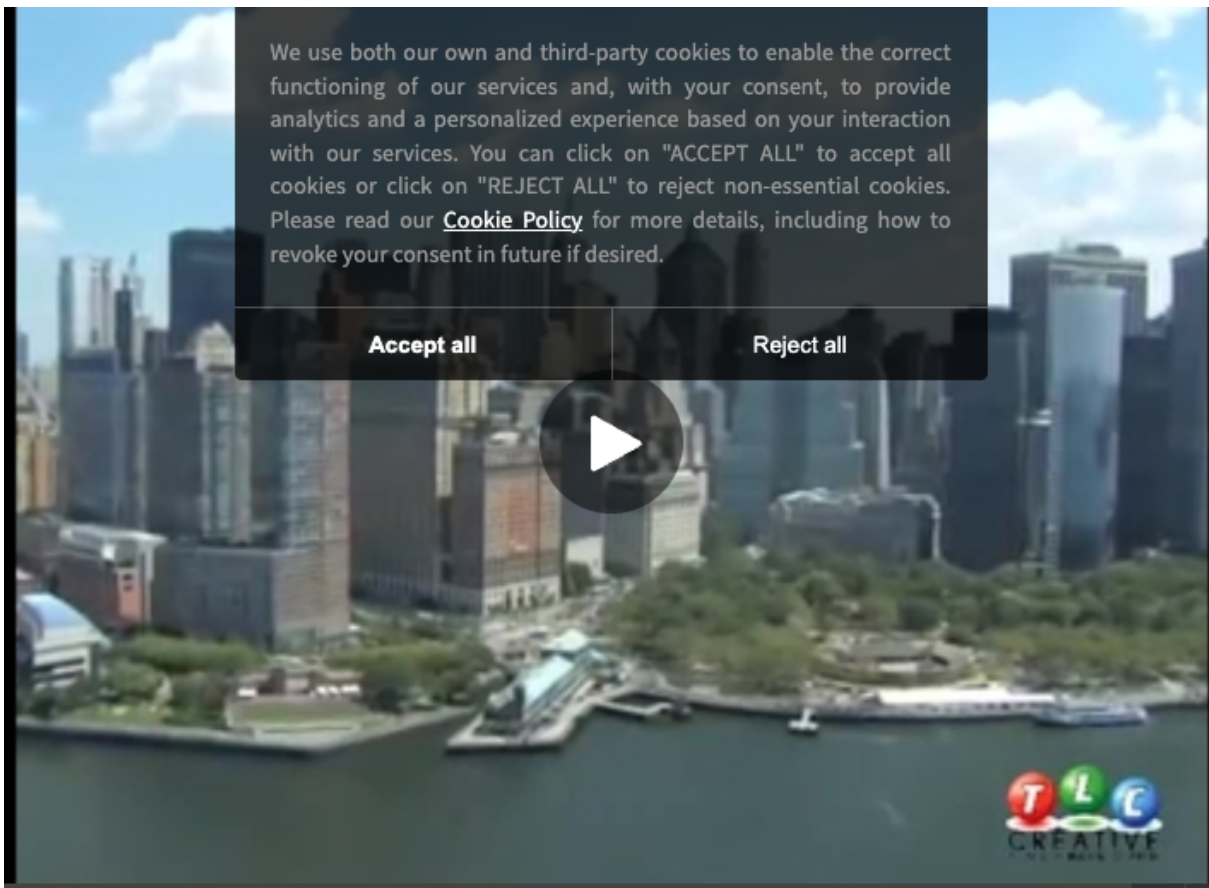 We use both our own and third-party cookies to enable the correct
functioning of our services and, with your consent, to provide
analytics and a personalized experience based on your interaction
with our services. You can click on "ACCEPT ALL" to accept all
cookies or click on "REJECT ALL" to reject non-essential cookies.
Please read our Cookie Policy for more details, including how to
revoke your consent in future if desired.
Accept all
Reject all
TLC
CREATIVE